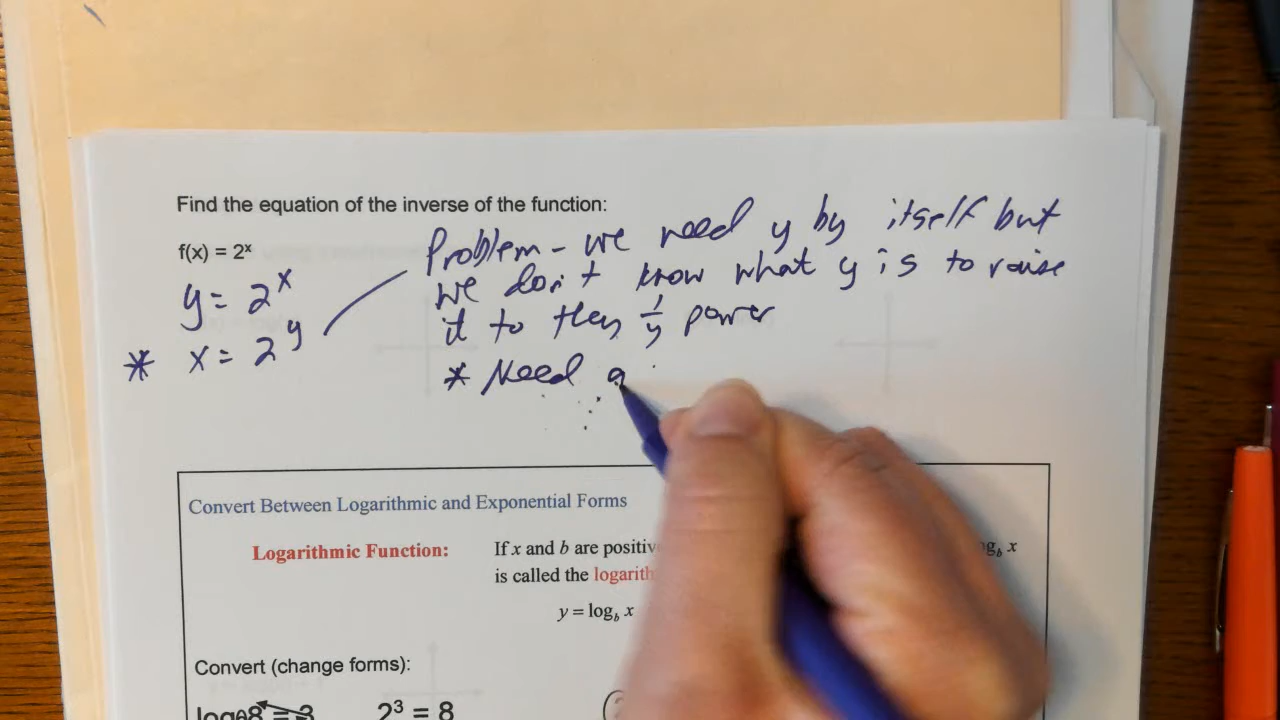 Find the equation of the inverse of the function:
f(x) = 2ˣ
y = 2ˣ
* x = 2ʸ
Problem - we need y by itself but
we don't know what y is to raise
it to they 1/y power
* Need a
Convert Between Logarithmic and Exponential Forms
Logarithmic Function: If x and b are positiv
is called the logarith
y = log_b x
Convert (change forms):
2³ = 8